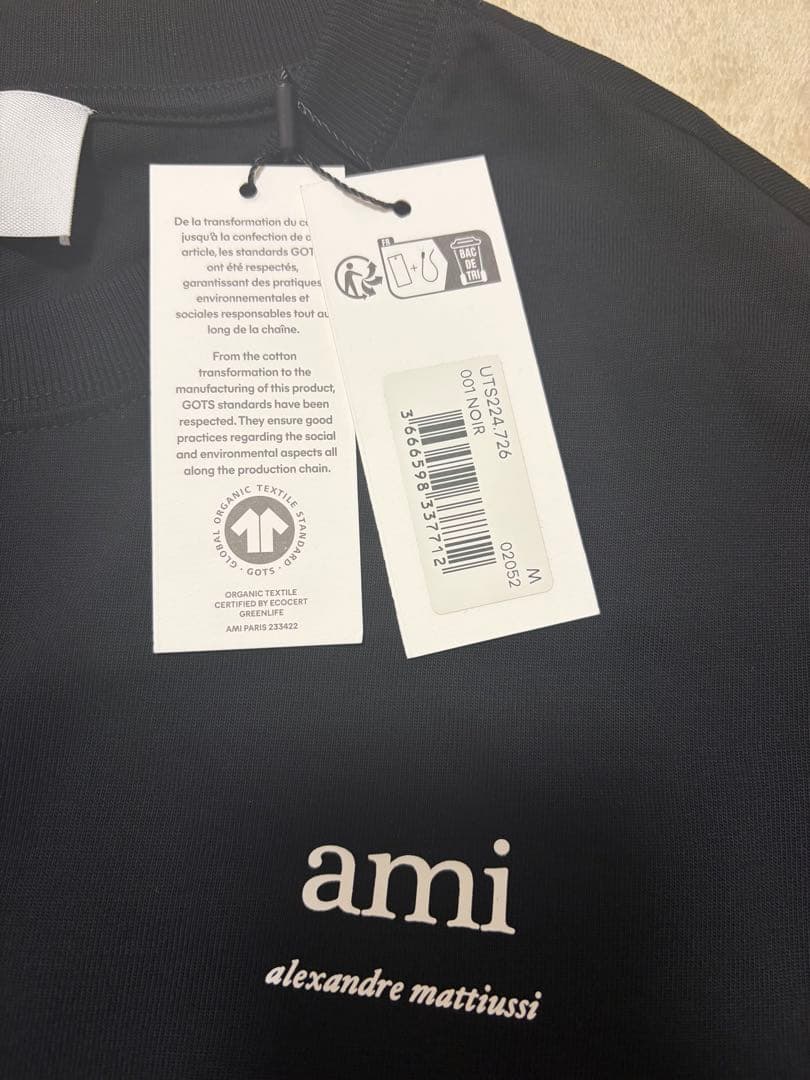 De la transformation du
jusqu'à la confection de
article, les standards
ont été respectés,
garantissant des pratiques
environnementales et
sociales responsables tout au
long de la chaîne.
From the cotton
transformation to the
manufacturing of this product,
GOTS standards have been
respected. They ensure good
practices regarding the social
and environmental aspects all
along the production chain.
GLOBAL ORGANIC TEXTILE STANDARD · GOTS ·
ORGANIC TEXTILE
CERTIFIED BY ECOCERT
GREENLIFE
AMI PARIS 233422
FR
+
BAC
DE
TRI
UTS224.726
001 NOIR
3666598337712
M
02052
ami
alexandre mattiussi